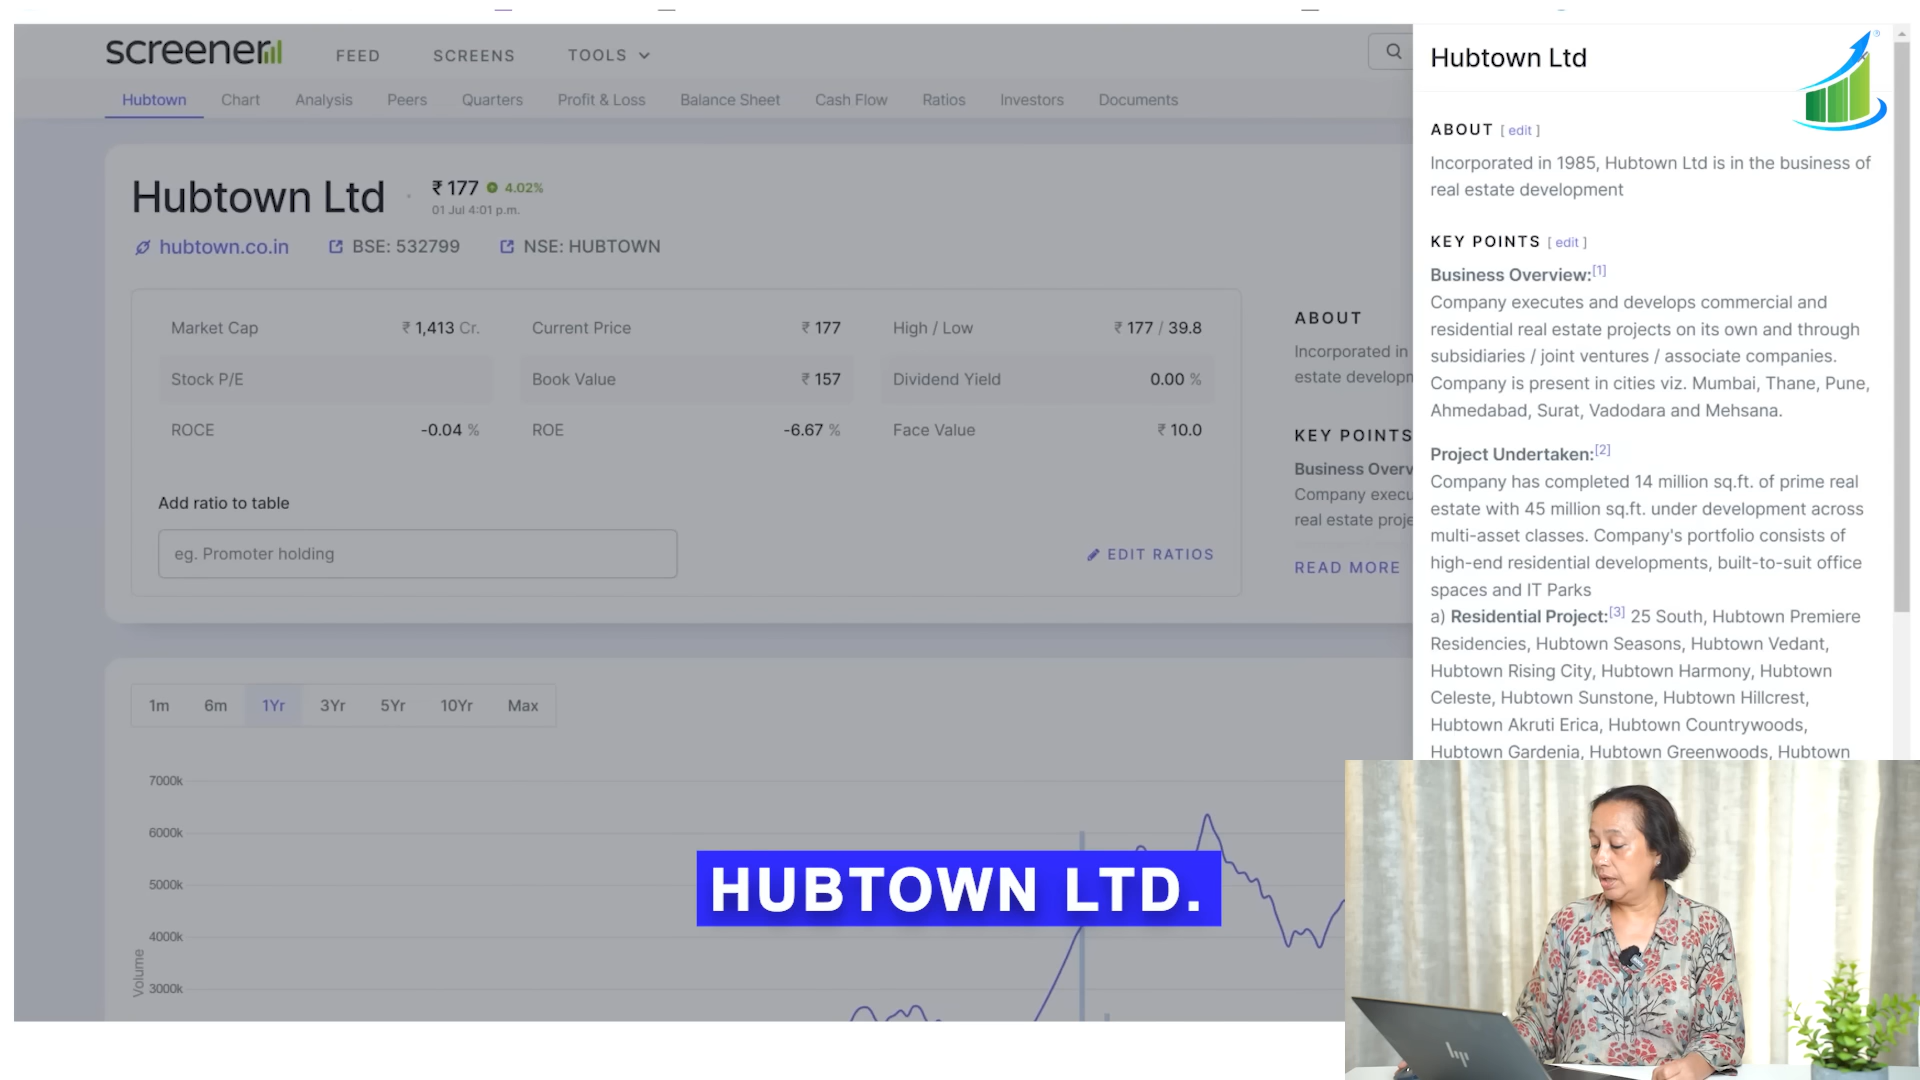 screener
FEED SCREENS TOOLS
Hubtown Chart Analysis Peers Quarters Profit & Loss Balance Sheet Cash Flow Ratios Investors Documents
Hubtown Ltd
₹ 177 4.02%
01 Jul 4:01 p.m.
hubtown.co.in BSE: 532799 NSE: HUBTOWN
Market Cap ₹ 1,413 Cr. Current Price ₹ 177 High / Low ₹ 177 / 39.8
Stock P/E Book Value ₹ 157 Dividend Yield 0.00 %
ROCE -0.04 % ROE -6.67 % Face Value ₹ 10.0
Add ratio to table
eg. Promoter holding
EDIT RATIOS
ABOUT
Incorporated in
estate developm
KEY POINTS
Business Overv
Company execu
real estate proje
READ MORE
1m 6m 1Yr 3Yr 5Yr 10Yr Max
7000k
6000k
5000k
4000k
3000k
Volume
HUBTOWN LTD.
Hubtown Ltd
ABOUT [ edit ]
Incorporated in 1985, Hubtown Ltd is in the business of
real estate development
KEY POINTS [ edit ]
Business Overview:[1]
Company executes and develops commercial and
residential real estate projects on its own and through
subsidiaries / joint ventures / associate companies.
Company is present in cities viz. Mumbai, Thane, Pune,
Ahmedabad, Surat, Vadodara and Mehsana.
Project Undertaken:[2]
Company has completed 14 million sq.ft. of prime real
estate with 45 million sq.ft. under development across
multi-asset classes. Company's portfolio consists of
high-end residential developments, built-to-suit office
spaces and IT Parks
a) Residential Project:[3] 25 South, Hubtown Premiere
Residencies, Hubtown Seasons, Hubtown Vedant,
Hubtown Rising City, Hubtown Harmony, Hubtown
Celeste, Hubtown Sunstone, Hubtown Hillcrest,
Hubtown Akruti Erica, Hubtown Countrywoods,
Hubtown Gardenia, Hubtown Greenwoods, Hubtown
hp